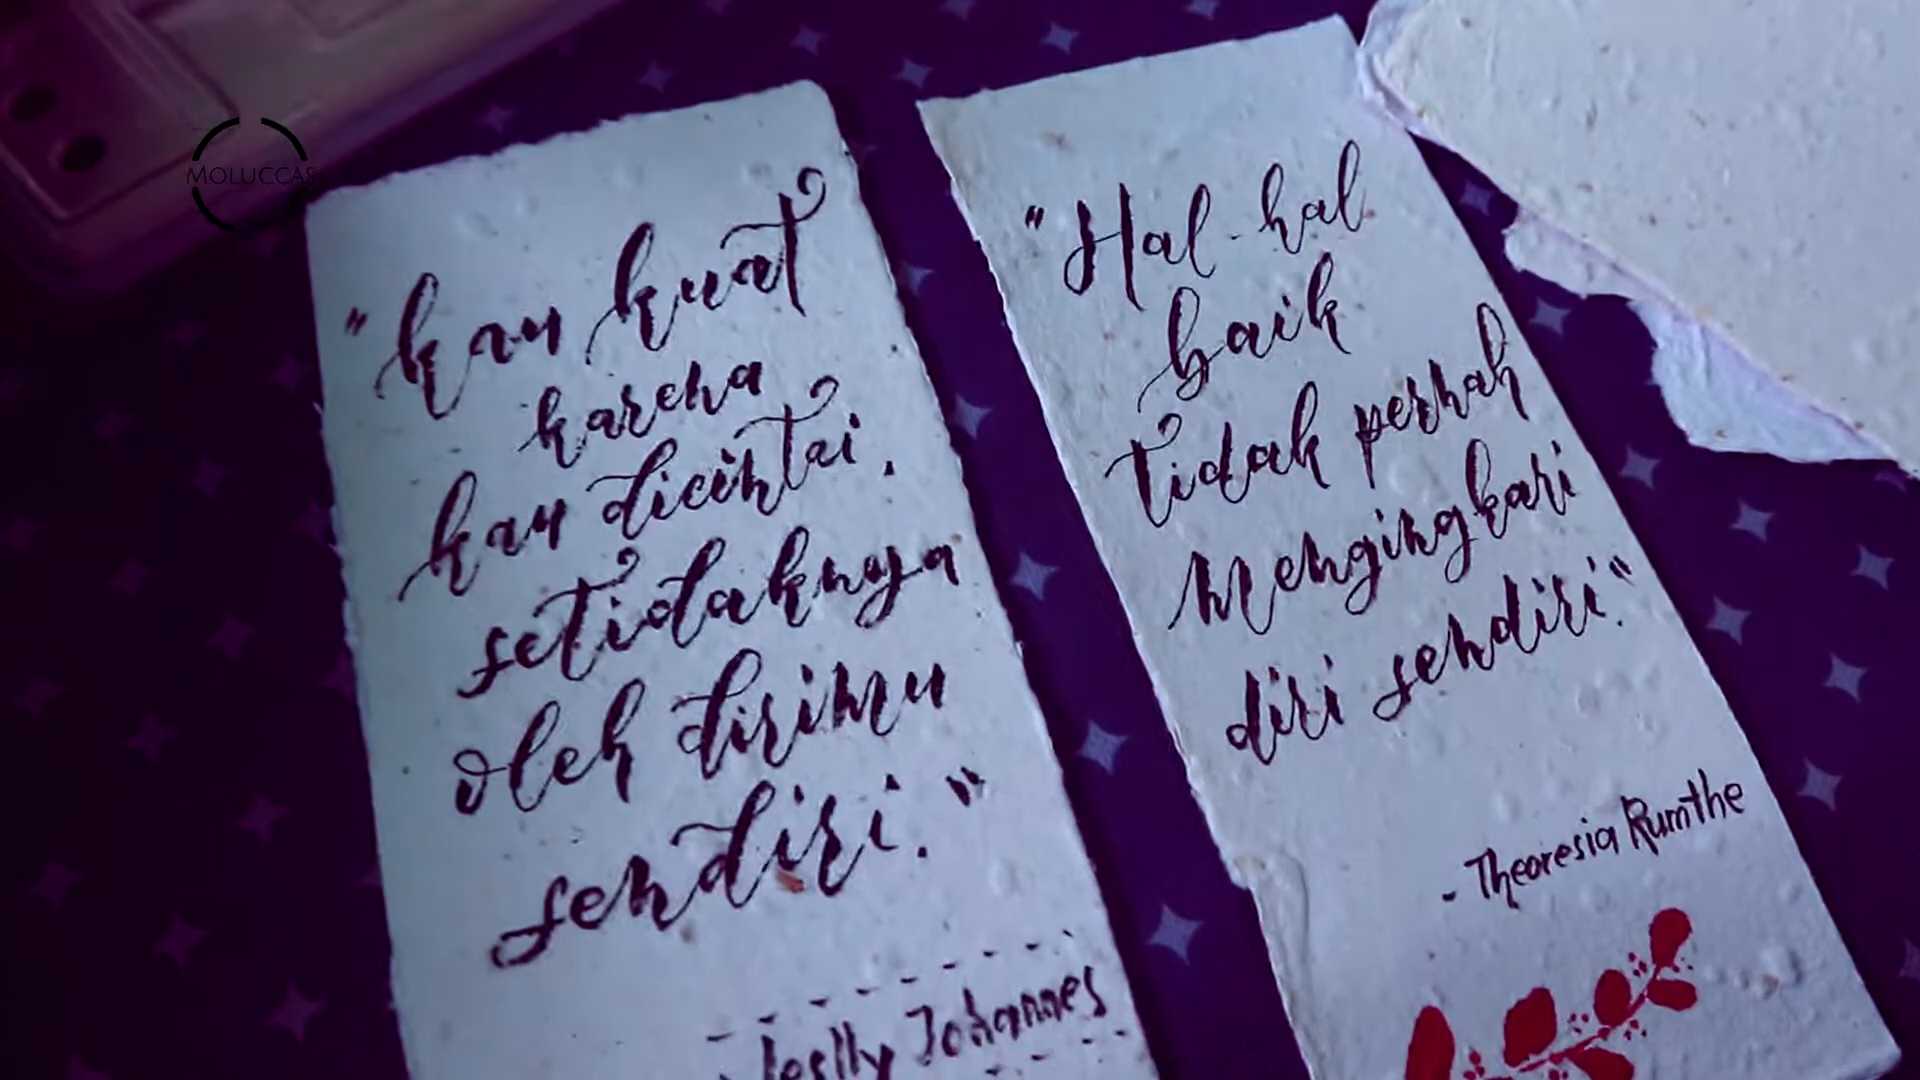 MOLUCCAS
"kau kuat
karena
kau dicintai.
setidaknya
oleh dirimu
sendiri."
Johannes
"Hal-hal
baik
tidak pernah
mengingkari
diri sendiri."
- Theoresia Rumthe